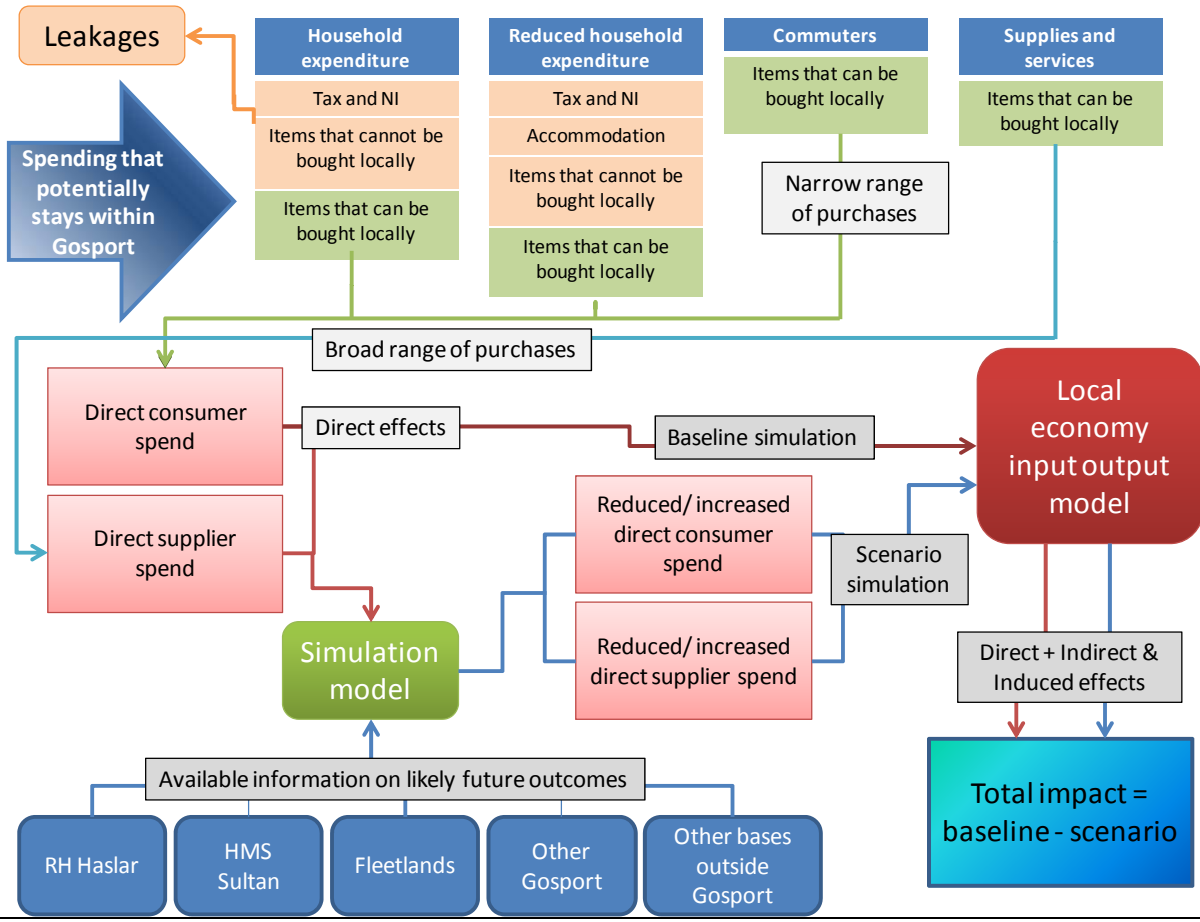 Leakages
Household
expenditure
Tax and NI
Items that cannot be
bought locally
Items that can be
bought locally
Reduced household
expenditure
Tax and NI
Accommodation
Items that cannot be
bought locally
Items that can be
bought locally
Commuters
Items that can be
bought locally
Supplies and
services
Items that can be
bought locally
Spending that
potentially
stays within
Gosport
Narrow range
of purchases
Broad range of purchases
Direct consumer
spend
Direct effects
Baseline simulation
Local
economy
input output
model
Direct supplier
spend
Reduced/ increased
direct consumer
spend
Scenario
simulation
Simulation
model
Reduced/ increased
direct supplier spend
Direct + Indirect &
Induced effects
Available information on likely future outcomes
Total impact =
baseline - scenario
RH Haslar
HMS
Sultan
Fleetlands
Other
Gosport
Other bases
outside
Gosport